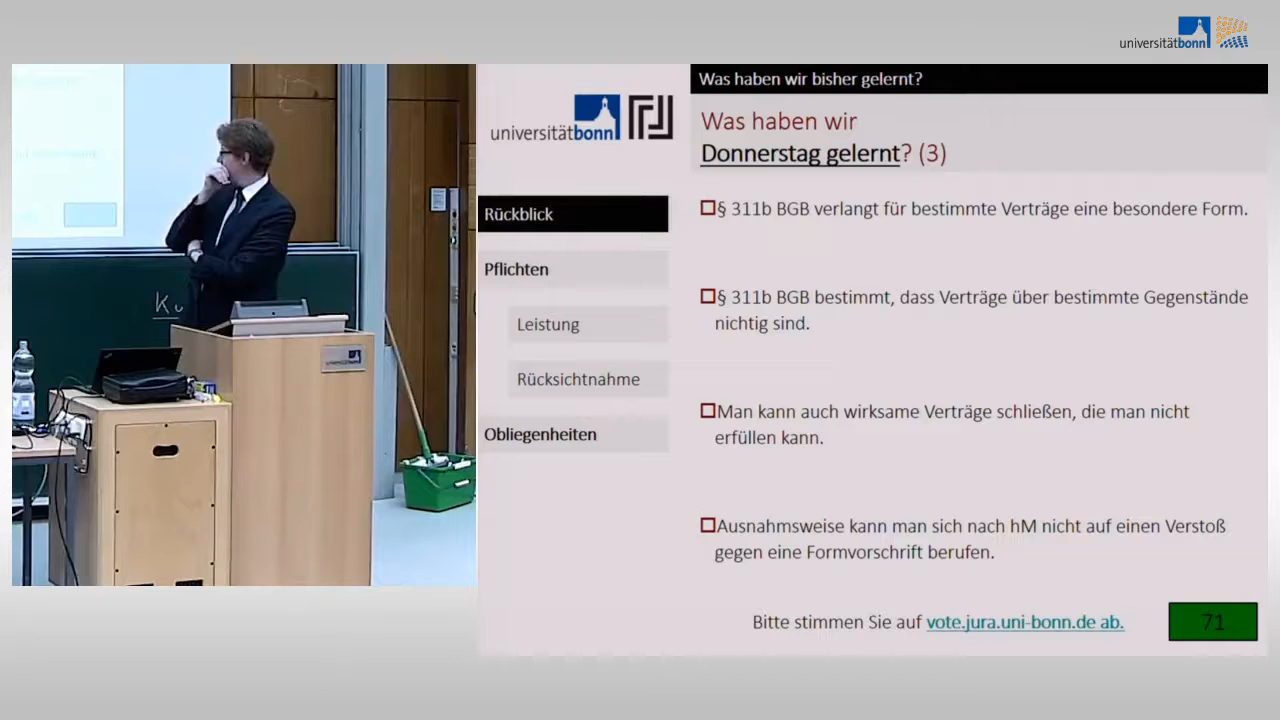 universitätbonn
Was haben wir bisher gelernt?
universitätbonn
Was haben wir
Donnerstag gelernt? (3)
Rückblick
Pflichten
Leistung
Rücksichtnahme
Obliegenheiten
☐§ 311b BGB verlangt für bestimmte Verträge eine besondere Form.
☐§ 311b BGB bestimmt, dass Verträge über bestimmte Gegenstände
nichtig sind.
☐Man kann auch wirksame Verträge schließen, die man nicht
erfüllen kann.
☐Ausnahmsweise kann man sich nach hM nicht auf einen Verstoß
gegen eine Formvorschrift berufen.
Bitte stimmen Sie auf vote.jura.uni-bonn.de ab.
71
universitätbonn